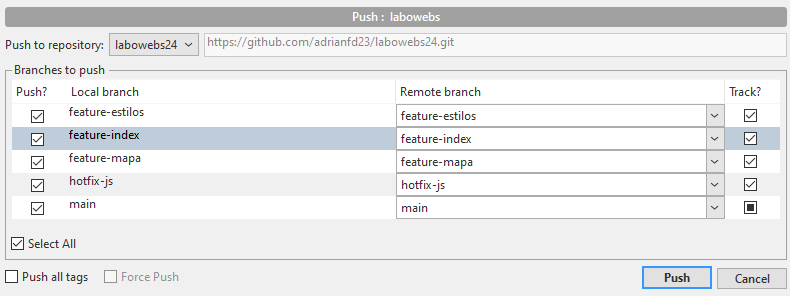 Push : labowebs
Push to repository: labowebs24 https://github.com/adrianfd23/labowebs24.git
Branches to push
Push? Local branch Remote branch Track?
feature-estilos feature-estilos
feature-index feature-index
feature-mapa feature-mapa
hotfix-js hotfix-js
main main
Select All
Push all tags Force Push Push Cancel